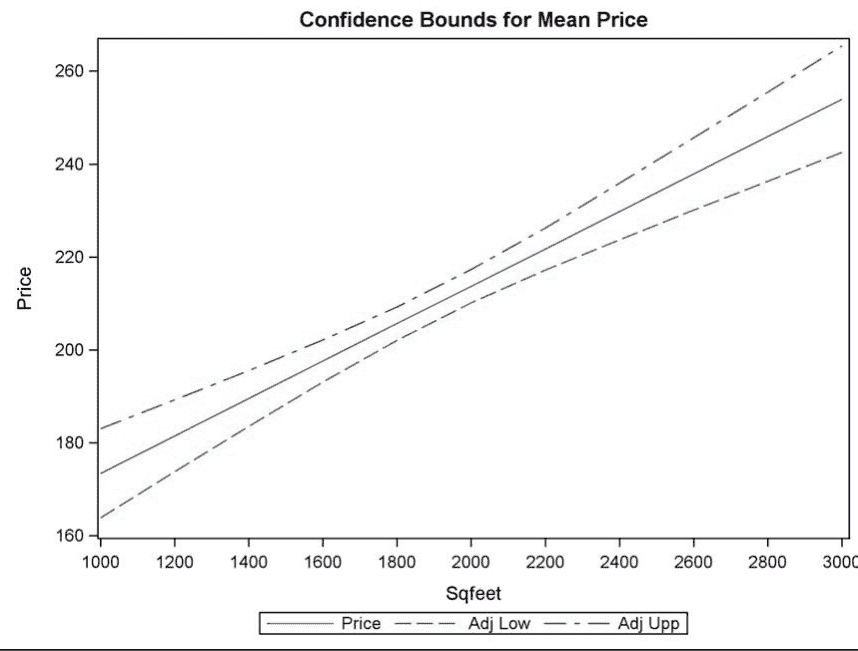 Confidence Bounds for Mean Price
260
240
220
200
180
160
Price
1000 1200 1400 1600 1800 2000 2200 2400 2600 2800 3000
Sqfeet
Price Adj Low Adj Upp